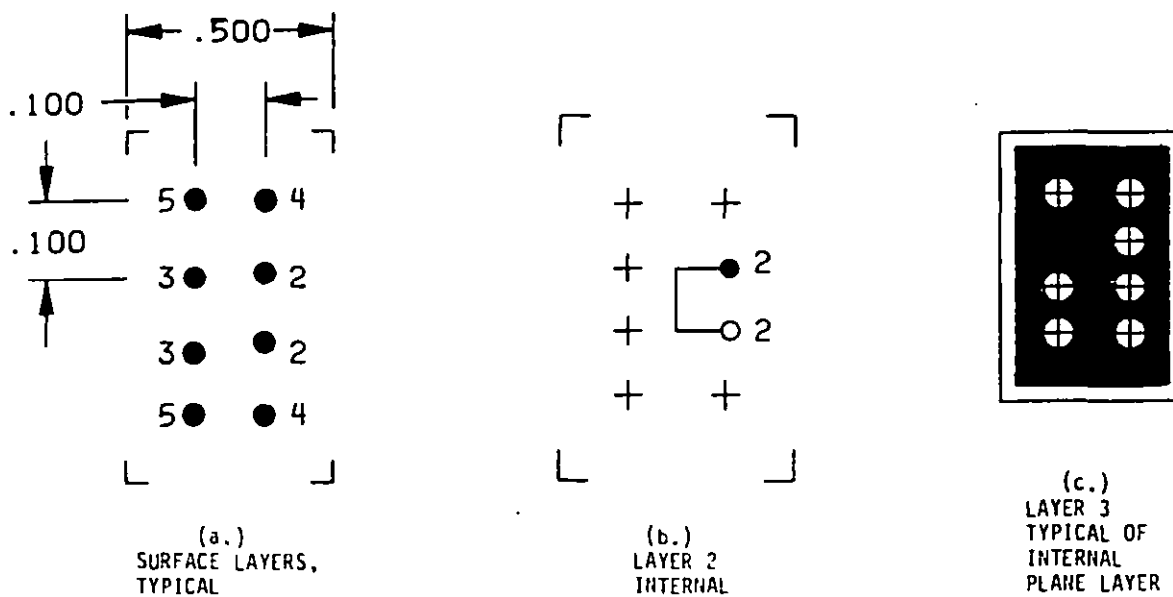 .500
.100
5 4
.100
3 2
3 2
5 4
(a.)
SURFACE LAYERS,
TYPICAL
2
2
(b.)
LAYER 2
INTERNAL
(c.)
LAYER 3
TYPICAL OF
INTERNAL
PLANE LAYER